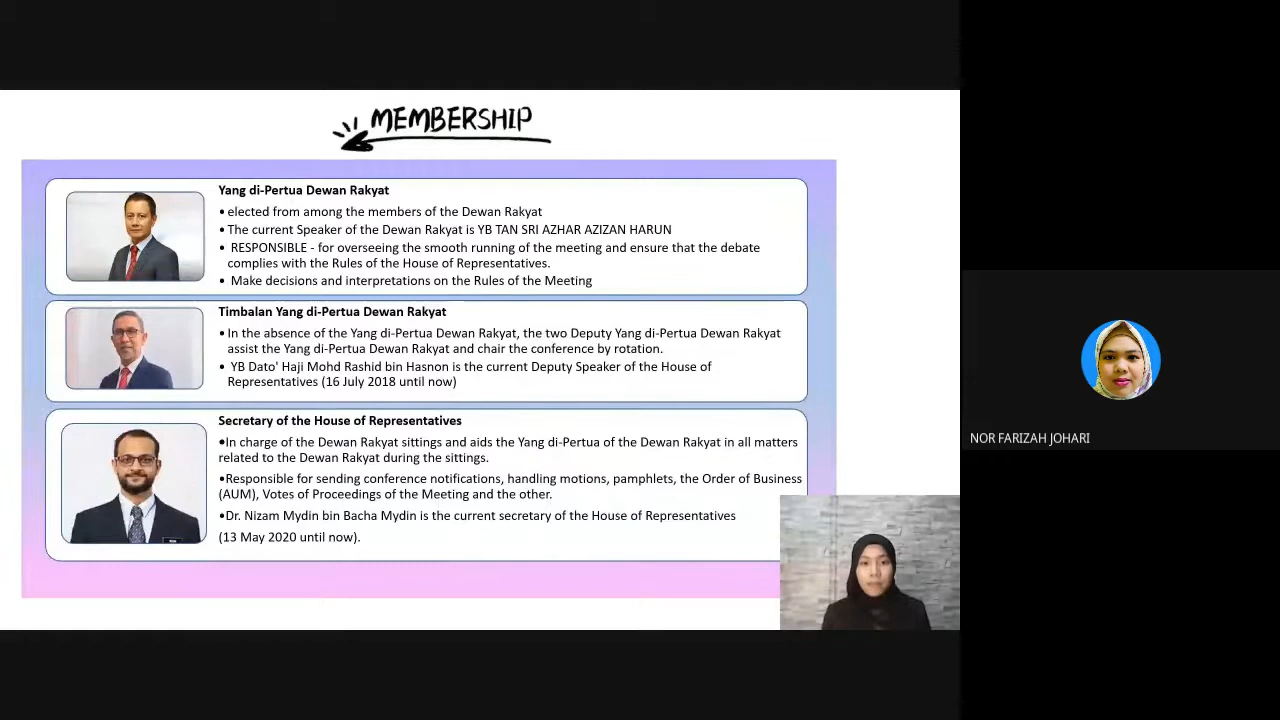 MEMBERSHIP
Yang di-Pertua Dewan Rakyat
•elected from among the members of the Dewan Rakyat
•The current Speaker of the Dewan Rakyat is YB TAN SRI AZHAR AZIZAN HARUN
• RESPONSIBLE - for overseeing the smooth running of the meeting and ensure that the debate
complies with the Rules of the House of Representatives.
• Make decisions and interpretations on the Rules of the Meeting
Timbalan Yang di-Pertua Dewan Rakyat
•In the absence of the Yang di-Pertua Dewan Rakyat, the two Deputy Yang di-Pertua Dewan Rakyat
assist the Yang di-Pertua Dewan Rakyat and chair the conference by rotation.
• YB Dato' Haji Mohd Rashid bin Hasnon is the current Deputy Speaker of the House of
Representatives (16 July 2018 until now)
Secretary of the House of Representatives
•In charge of the Dewan Rakyat sittings and aids the Yang di-Pertua of the Dewan Rakyat in all matters
related to the Dewan Rakyat during the sittings.
•Responsible for sending conference notifications, handling motions, pamphlets, the Order of Business
(AUM), Votes of Proceedings of the Meeting and the other.
•Dr. Nizam Mydin bin Bacha Mydin is the current secretary of the House of Representatives
(13 May 2020 until now).
NOR FARIZAH JOHARI